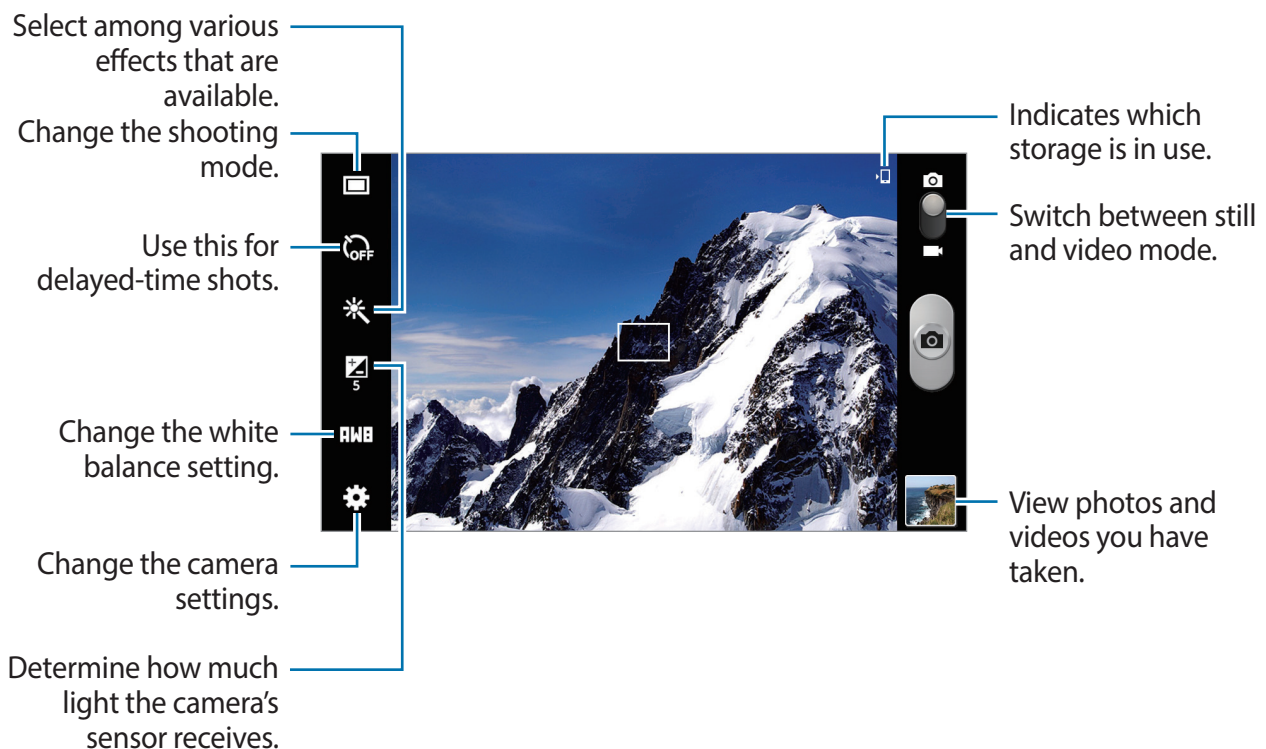 Select among various
effects that are
available.
Change the shooting
mode.
Use this for
delayed-time shots.
Change the white
balance setting.
Change the camera
settings.
Determine how much
light the camera’s
sensor receives.
OFF
5
AWB
Indicates which
storage is in use.
Switch between still
and video mode.
View photos and
videos you have
taken.